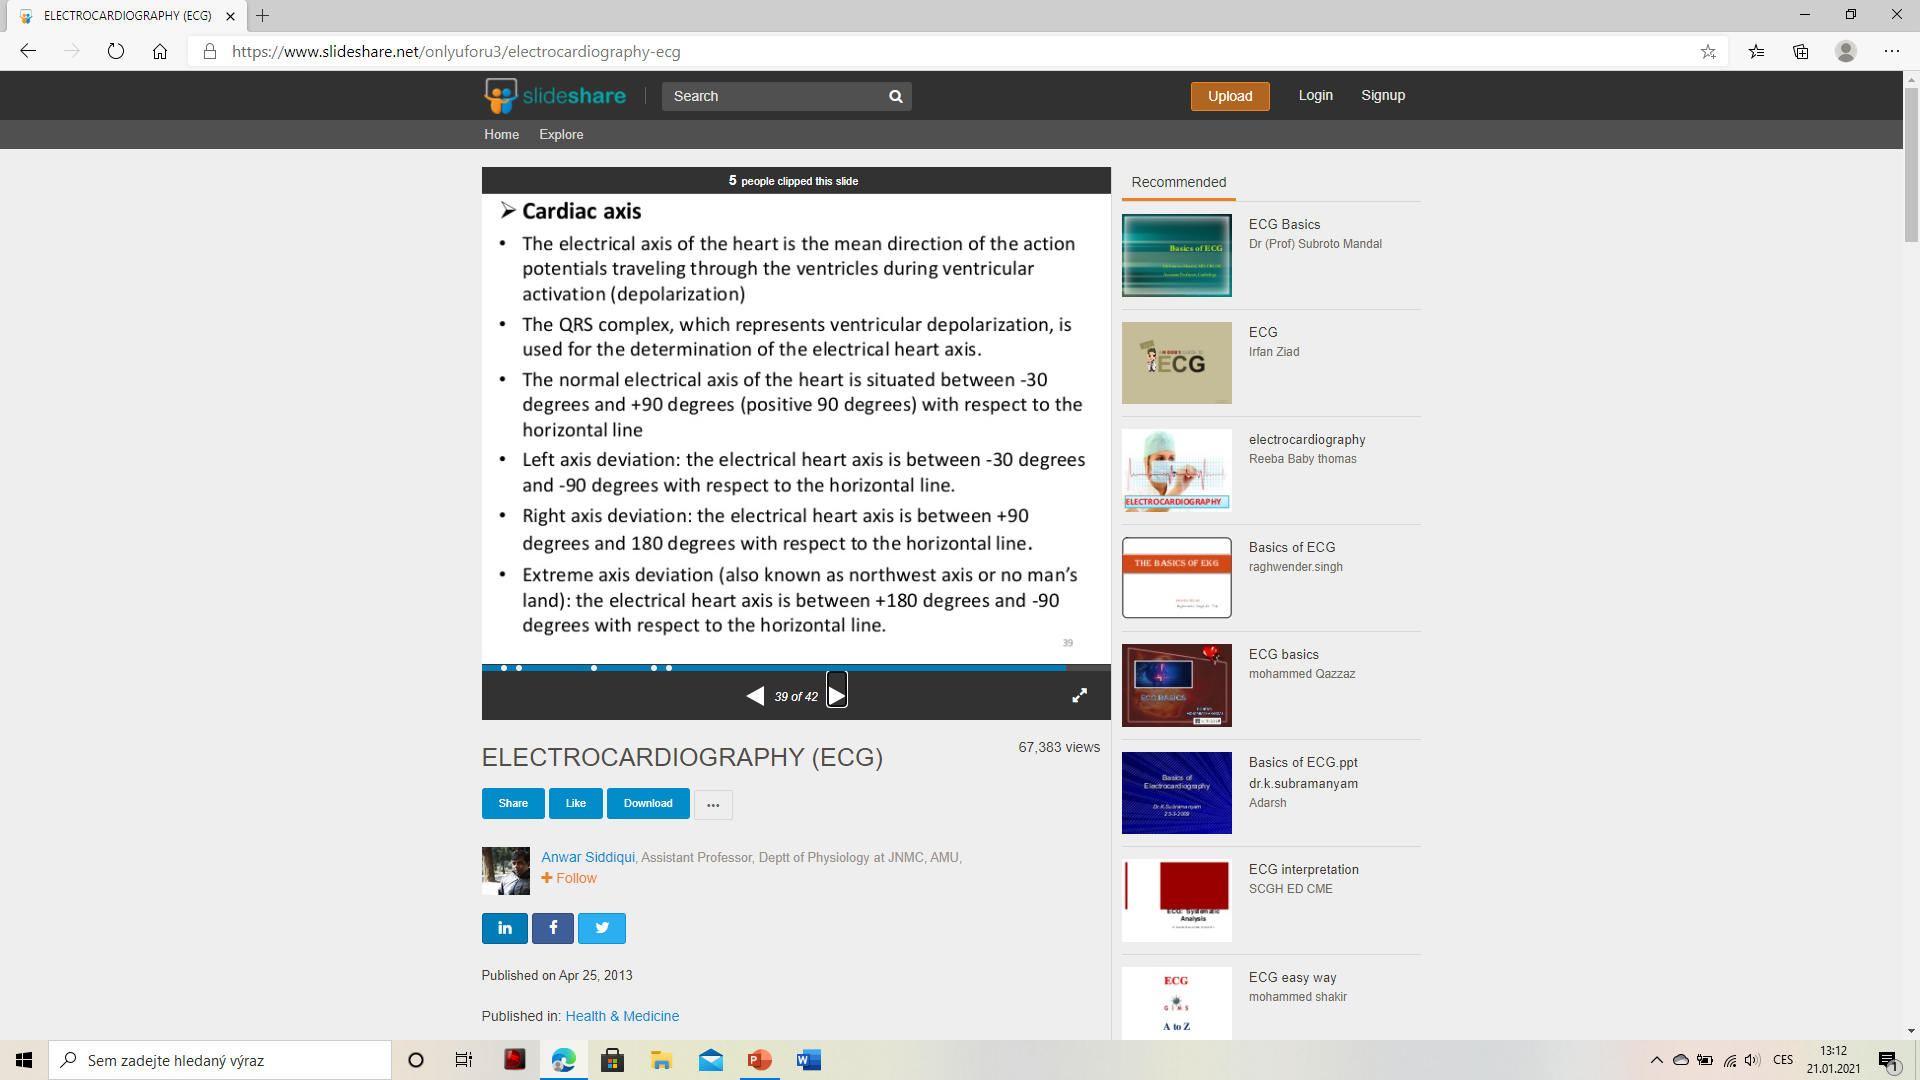 ELECTROCARDIOGRAPHY (ECG)
https://www.slideshare.net/onlyuforu3/electrocardiography-ecg
slideshare
Search
Upload
Login
Signup
Home
Explore
5 people clipped this slide
➢ Cardiac axis
• The electrical axis of the heart is the mean direction of the action
potentials traveling through the ventricles during ventricular
activation (depolarization)
• The QRS complex, which represents ventricular depolarization, is
used for the determination of the electrical heart axis.
• The normal electrical axis of the heart is situated between -30
degrees and +90 degrees (positive 90 degrees) with respect to the
horizontal line
• Left axis deviation: the electrical heart axis is between -30 degrees
and -90 degrees with respect to the horizontal line.
• Right axis deviation: the electrical heart axis is between +90
degrees and 180 degrees with respect to the horizontal line.
• Extreme axis deviation (also known as northwest axis or no man's
land): the electrical heart axis is between +180 degrees and -90
degrees with respect to the horizontal line.
39
39 of 42
ELECTROCARDIOGRAPHY (ECG)
67,383 views
Share
Like
Download
...
Anwar Siddiqui, Assistant Professor, Deptt of Physiology at JNMC, AMU,
+ Follow
in
f
Published on Apr 25, 2013
Published in: Health & Medicine
Recommended
Basics of ECG
ECG Basics
Dr (Prof) Subroto Mandal
ECG
ECG
Irfan Ziad
ELECTROCARDIOGRAPHY
electrocardiography
Reeba Baby thomas
THE BASICS OF EKG
Basics of ECG
raghwender.singh
ECG BASICS
ECG basics
mohammed Qazzaz
Basics of
Electrocardiography
Dr.K.Subramanyam
23-3-2009
Basics of ECG.ppt
dr.k.subramanyam
Adarsh
ECG: Systematic
Analysis
ECG interpretation
SCGH ED CME
ECG
GIMS
A to Z
ECG easy way
mohammed shakir
Sem zadejte hledaný výraz
CES
13:12
21.01.2021
1